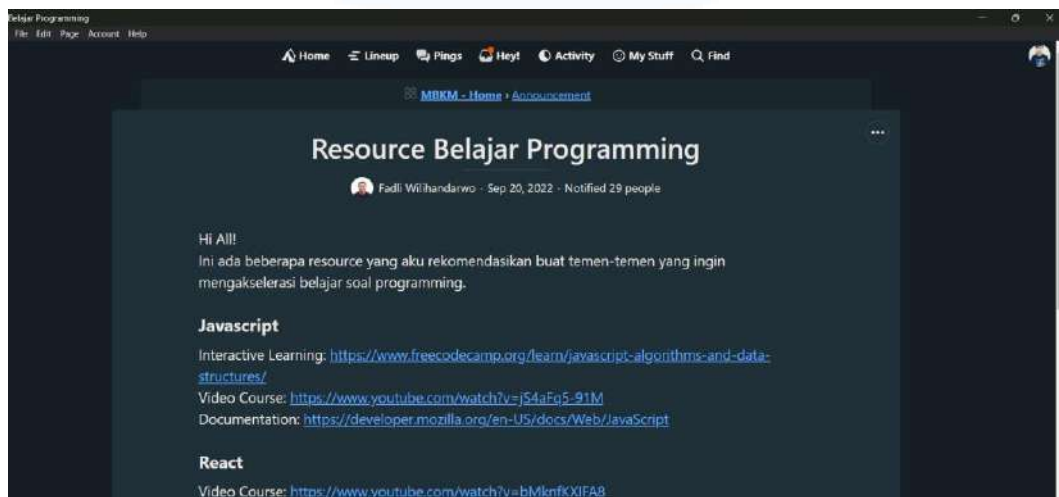 Belajar Programming
File Edit Page Account Help
Home Lineup Pings Hey! Activity My Stuff Find
MBKM - Home › Announcement
Resource Belajar Programming
Fadli Wilihandarwo · Sep 20, 2022 · Notified 29 people
Hi All!
Ini ada beberapa resource yang aku rekomendasikan buat temen-temen yang ingin
mengakselerasi belajar soal programming.
Javascript
Interactive Learning: https://www.freecodecamp.org/learn/javascript-algorithms-and-data-
structures/
Video Course: https://www.youtube.com/watch?v=jS4aFq5-91M
Documentation: https://developer.mozilla.org/en-US/docs/Web/JavaScript
React
Video Course: https://www.youtube.com/watch?v=bMknfKXIFA8